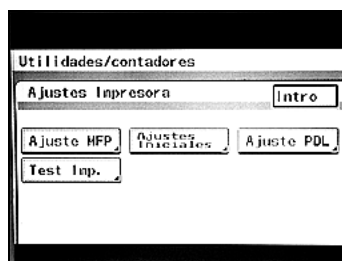 Utilidades/contadores
Ajustes Impresora
Intro
Ajuste MFP
Ajustes
Iniciales
Ajuste PDL
Test Imp.